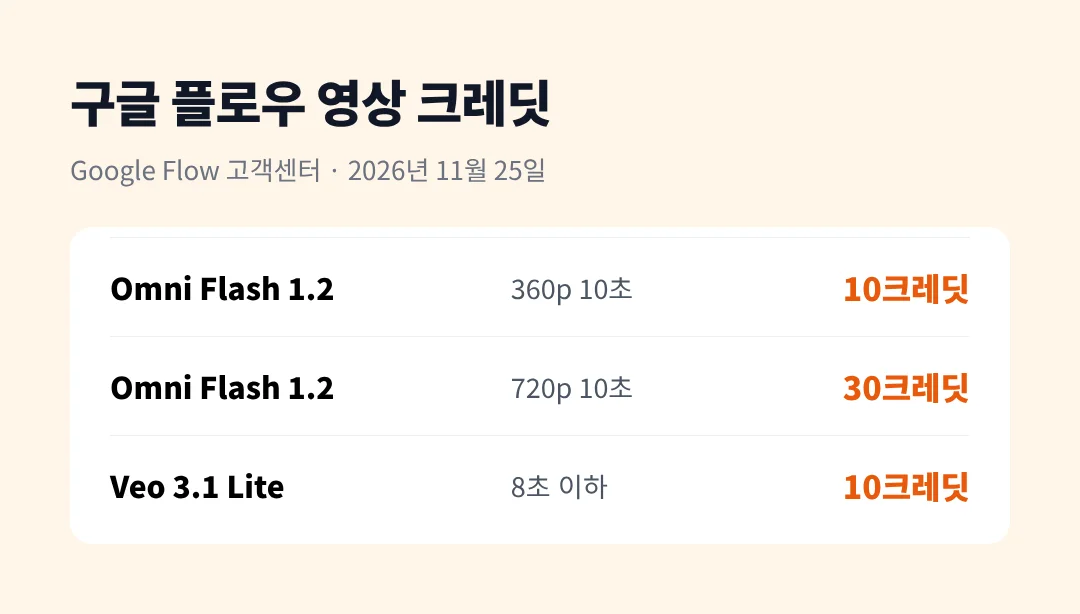 구글 플로우 영상 크레딧
Google Flow 고객센터 · 2026년 11월 25일
Omni Flash 1.2 360p 10초 10크레딧
Omni Flash 1.2 720p 10초 30크레딧
Veo 3.1 Lite 8초 이하 10크레딧